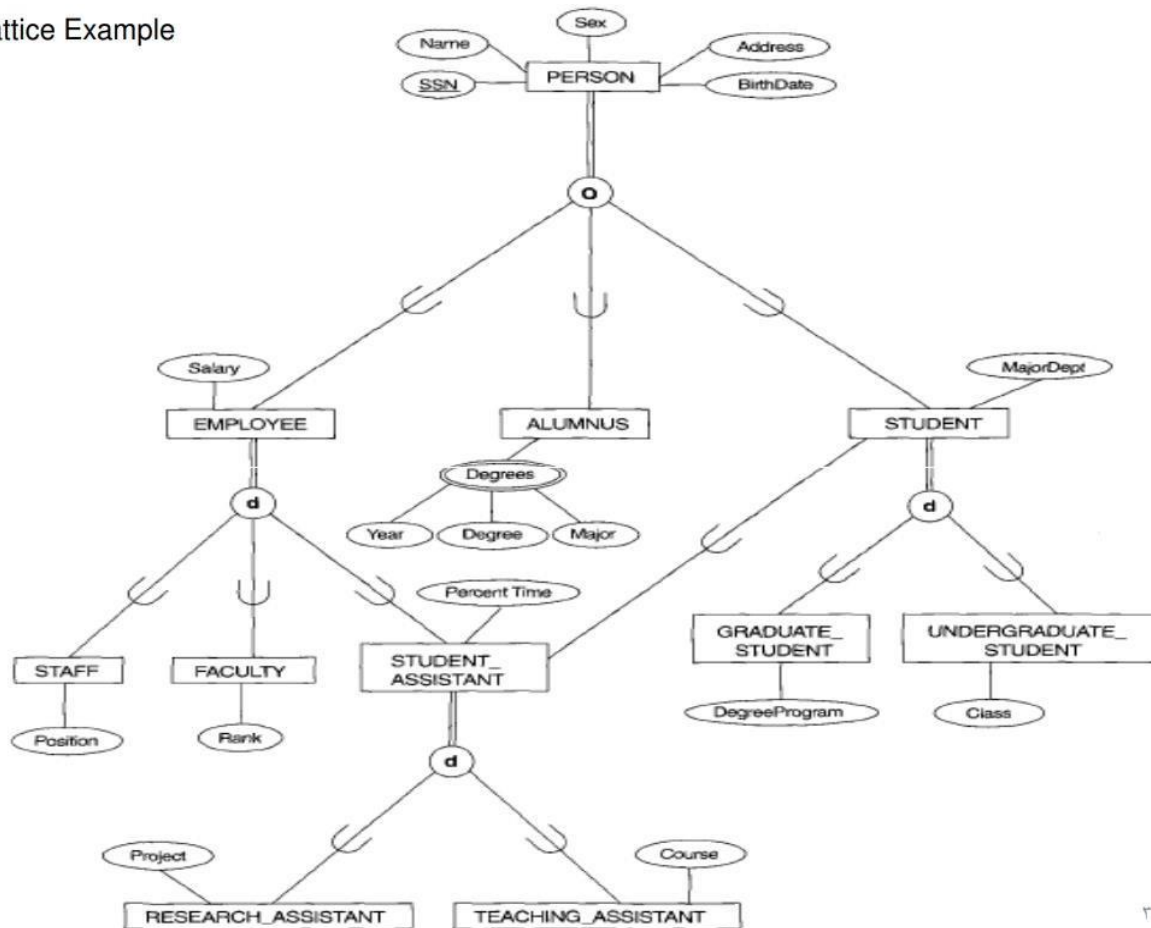 attice Example
Sex
Name
Address
SSN
PERSON
BirthDate
O
Salary
MajorDept
EMPLOYEE
ALUMNUS
STUDENT
Degrees
d
d
Year
Degree
Major
Percent Time
STAFF
FACULTY
STUDENT_
ASSISTANT
GRADUATE_
STUDENT
UNDERGRADUATE_
STUDENT
Position
Rank
DegreeProgram
Class
d
Project
Course
RESEARCH_ASSISTANT
TEACHING_ASSISTANT
٣